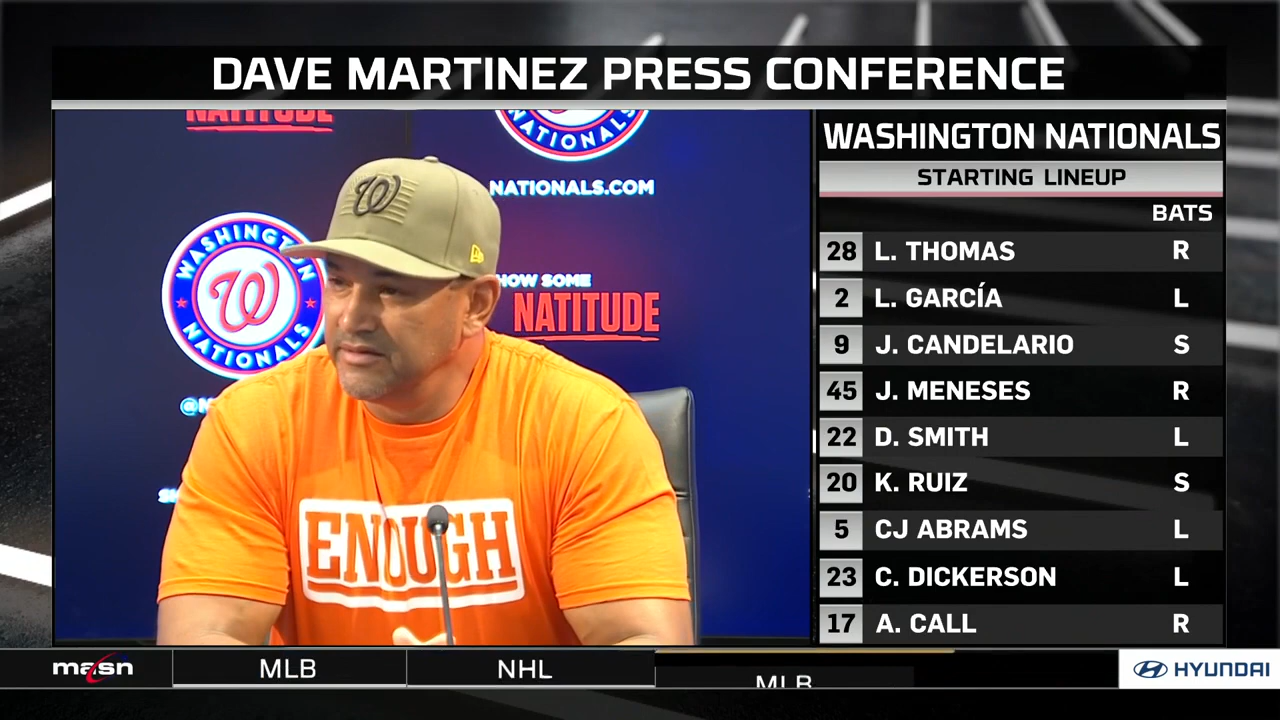 DAVE MARTINEZ PRESS CONFERENCE
NATITUDE
NATIONALS
NATIONALS.COM
W
WASHINGTON
W
NATIONALS
HOW SOME
NATITUDE
@N
ENOUGH
WASHINGTON NATIONALS
STARTING LINEUP
BATS
28 L. THOMAS R
2 L. GARCÍA L
9 J. CANDELARIO S
45 J. MENESES R
22 D. SMITH L
20 K. RUIZ S
5 CJ ABRAMS L
23 C. DICKERSON L
17 A. CALL R
masn
MLB
NHL
MLB
HYUNDAI